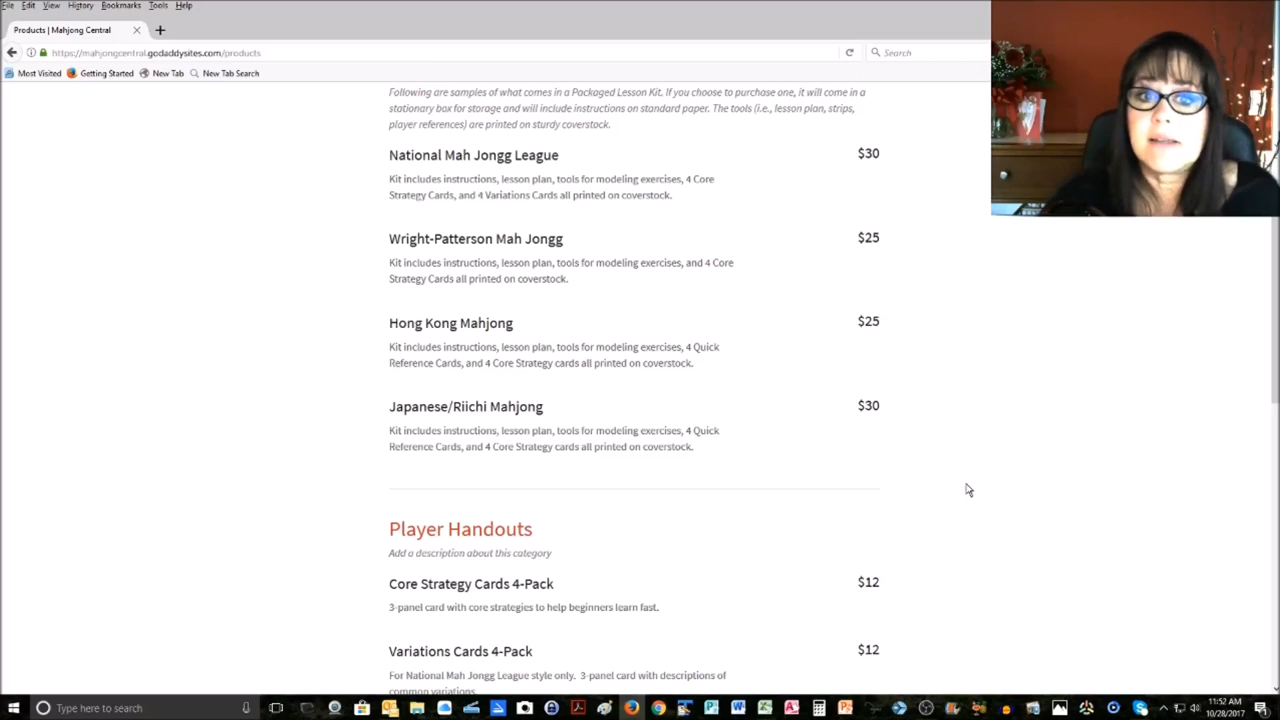 File Edit View History Bookmarks Tools Help
Products | Mahjong Central
https://mahjongcentral.godaddysites.com/products
Search
Most Visited Getting Started New Tab New Tab Search
Following are samples of what comes in a Packaged Lesson Kit. If you choose to purchase one, it will come in a
stationary box for storage and will include instructions on standard paper. The tools (i.e., lesson plan, strips,
player references) are printed on sturdy coverstock.
National Mah Jongg League $30
Kit includes instructions, lesson plan, tools for modeling exercises, 4 Core
Strategy Cards, and 4 Variations Cards all printed on coverstock.
Wright-Patterson Mah Jongg $25
Kit includes instructions, lesson plan, tools for modeling exercises, and 4 Core
Strategy Cards all printed on coverstock.
Hong Kong Mahjong $25
Kit includes instructions, lesson plan, tools for modeling exercises, 4 Quick
Reference Cards, and 4 Core Strategy cards all printed on coverstock.
Japanese/Riichi Mahjong $30
Kit includes instructions, lesson plan, tools for modeling exercises, 4 Quick
Reference Cards, and 4 Core Strategy cards all printed on coverstock.
Player Handouts
Add a description about this category
Core Strategy Cards 4-Pack $12
3-panel card with core strategies to help beginners learn fast.
Variations Cards 4-Pack $12
For National Mah Jongg League style only. 3-panel card with descriptions of
common variations.
Type here to search
11:52 AM
10/28/2017